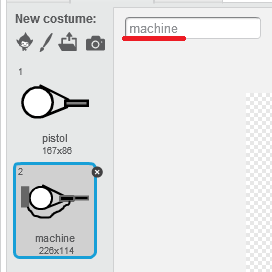 New costume:
machine
1
pistol
167x86
2
machine
226x114